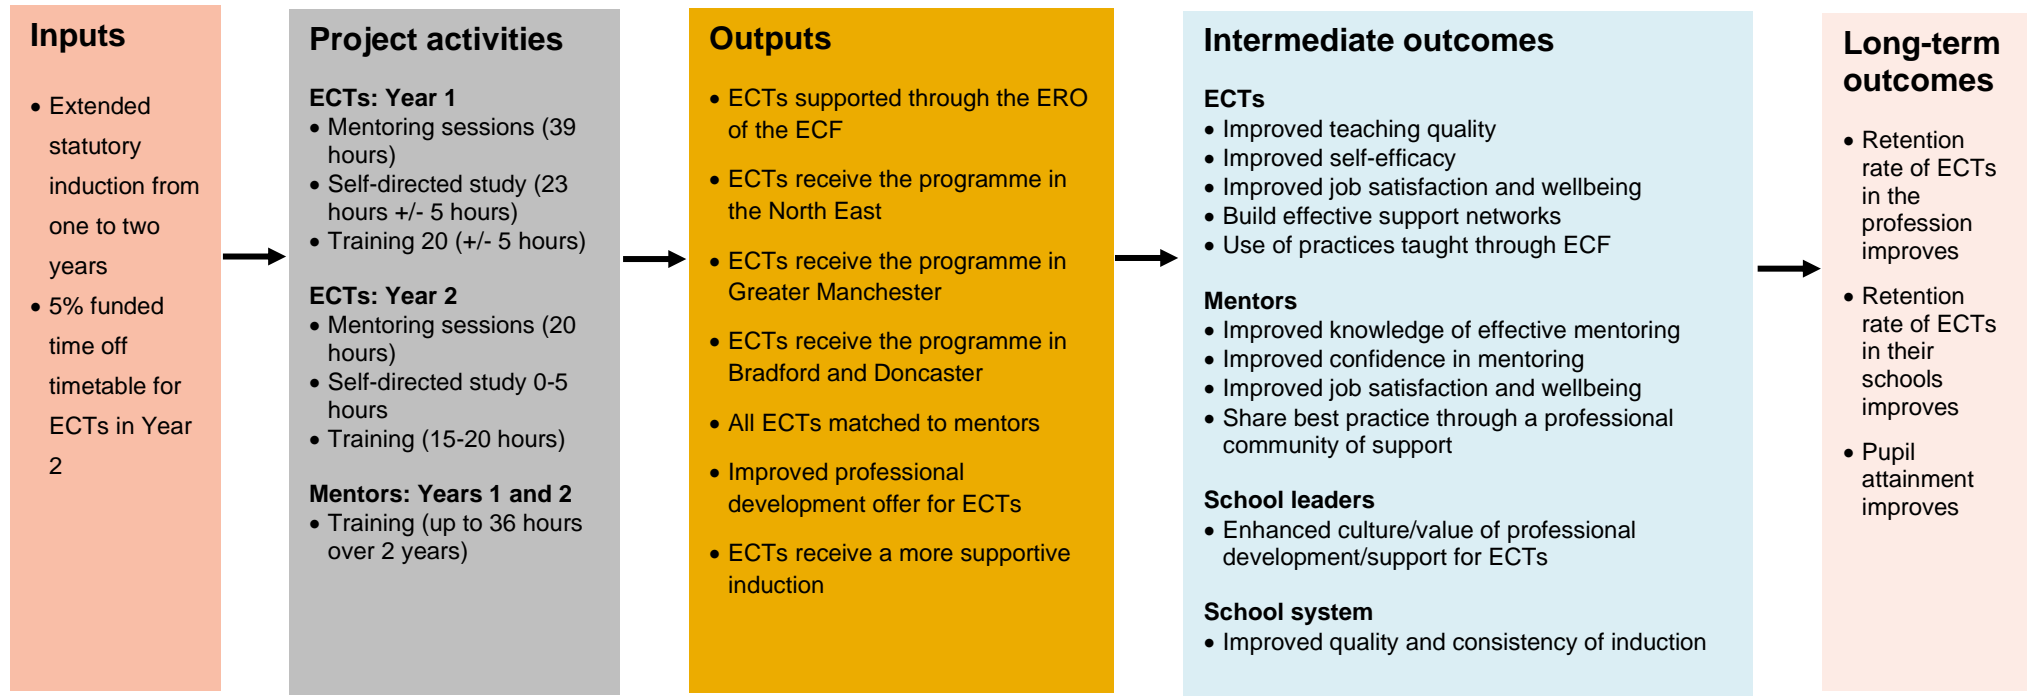 Inputs
• Extended
statutory
induction from
one to two
years
• 5% funded
time off
timetable for
ECTs in Year
2
Project activities
ECTs: Year 1
• Mentoring sessions (39
hours)
• Self-directed study (23
hours +/- 5 hours)
• Training 20 (+/- 5 hours)
ECTs: Year 2
• Mentoring sessions (20
hours)
• Self-directed study 0-5
hours
• Training (15-20 hours)
Mentors: Years 1 and 2
• Training (up to 36 hours
over 2 years)
Outputs
• ECTs supported through the ERO
of the ECF
• ECTs receive the programme in
the North East
• ECTs receive the programme in
Greater Manchester
• ECTs receive the programme in
Bradford and Doncaster
• All ECTs matched to mentors
• Improved professional
development offer for ECTs
• ECTs receive a more supportive
induction
Intermediate outcomes
ECTs
• Improved teaching quality
• Improved self-efficacy
• Improved job satisfaction and wellbeing
• Build effective support networks
• Use of practices taught through ECF
Mentors
• Improved knowledge of effective mentoring
• Improved confidence in mentoring
• Improved job satisfaction and wellbeing
• Share best practice through a professional
community of support
School leaders
• Enhanced culture/value of professional
development/support for ECTs
School system
• Improved quality and consistency of induction
Long-term
outcomes
• Retention
rate of ECTs
in the
profession
improves
• Retention
rate of ECTs
in their
schools
improves
• Pupil
attainment
improves